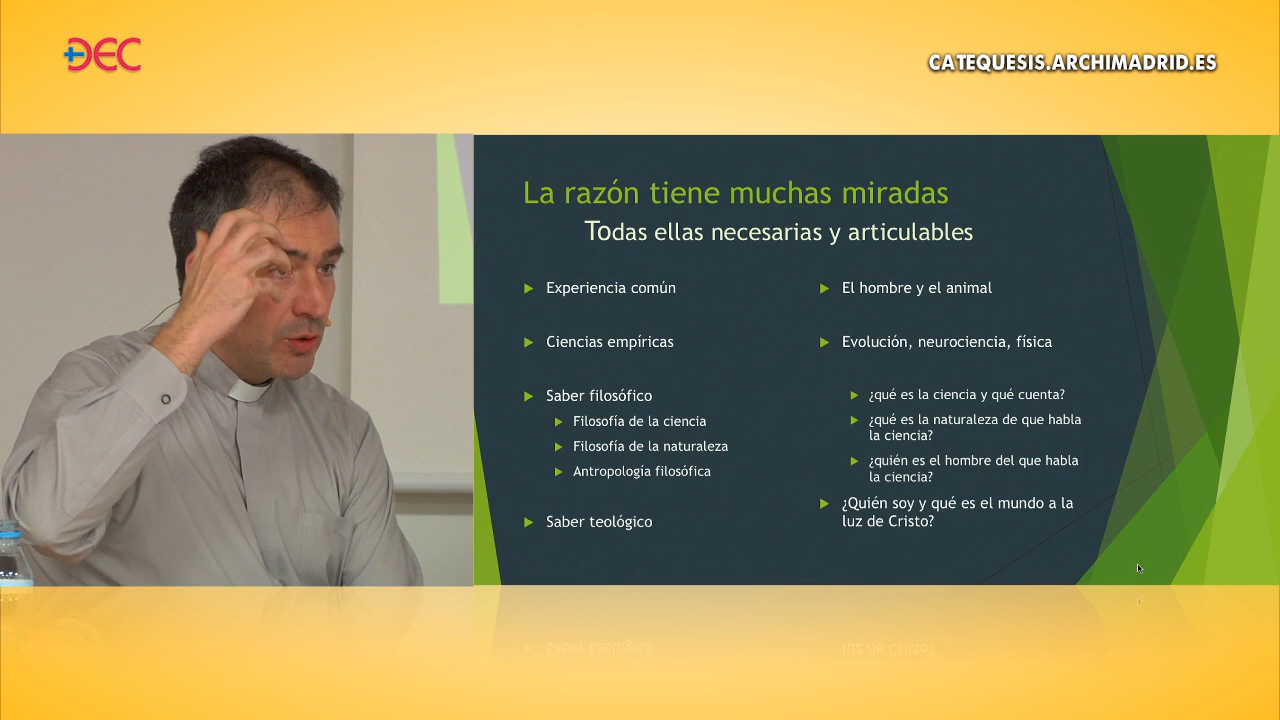 DEC
CATEQUESIS.ARCHIMADRID.ES
La razón tiene muchas miradas
Todas ellas necesarias y articulables
Experiencia común
Ciencias empíricas
Saber filosófico
Filosofía de la ciencia
Filosofía de la naturaleza
Antropología filosófica
Saber teológico
El hombre y el animal
Evolución, neurociencia, física
¿qué es la ciencia y qué cuenta?
¿qué es la naturaleza de que habla
la ciencia?
¿quién es el hombre del que habla
la ciencia?
¿Quién soy y qué es el mundo a la
luz de Cristo?